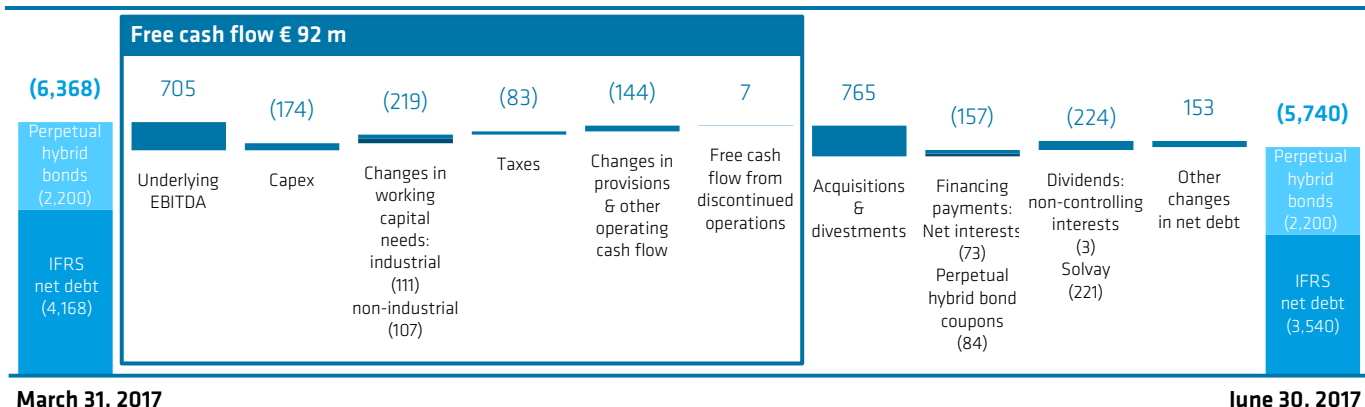 Free cash flow € 92 m
(6,368)
Perpetual
hybrid
bonds
(2,200)
IFRS
net debt
(4,168)
705
Underlying
EBITDA
(174)
Capex
(219)
Changes in
working
capital
needs:
industrial
(111)
non-industrial
(107)
(83)
Taxes
(144)
Changes in
provisions
& other
operating
cash flow
7
Free cash
flow from
discontinued
operations
765
Acquisitions
&
divestments
(157)
Financing
payments:
Net interests
(73)
Perpetual
hybrid bond
coupons
(84)
(224)
Dividends:
non-controlling
interests
(3)
Solvay
(221)
153
Other
changes
in net debt
(5,740)
Perpetual
hybrid
bonds
(2,200)
IFRS
net debt
(3,540)
March 31, 2017
June 30, 2017